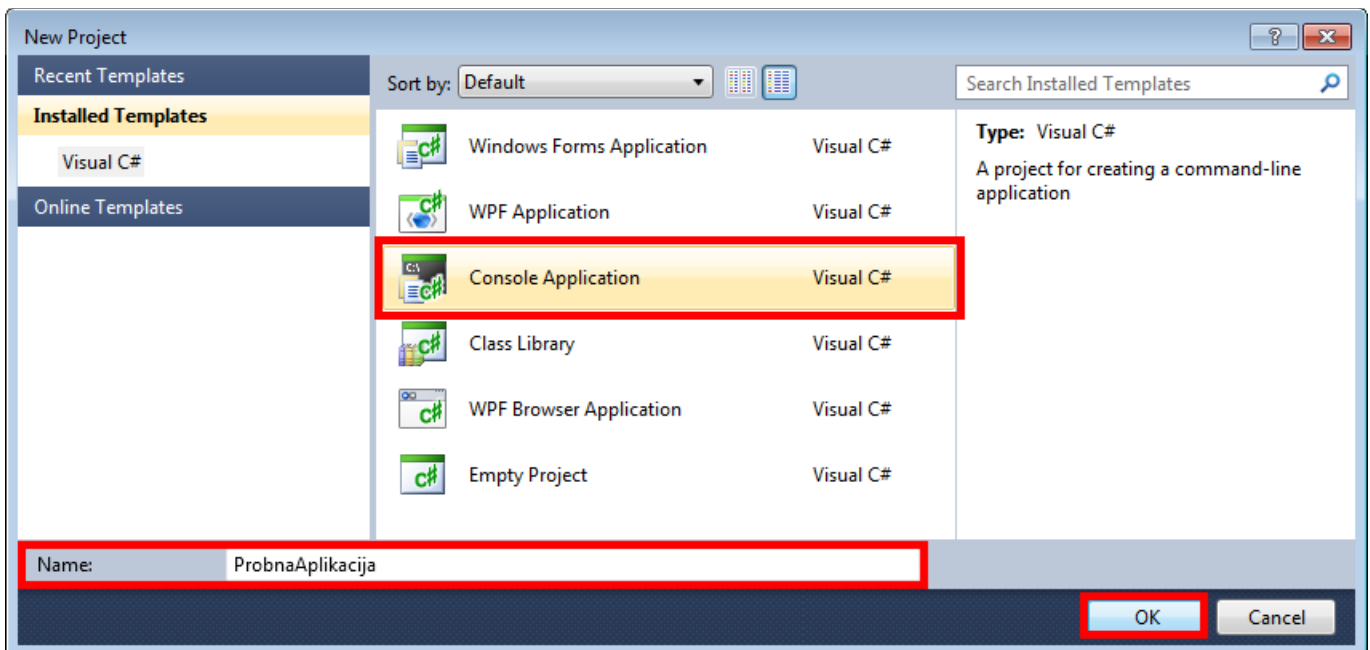 New Project
Recent Templates
Installed Templates
Visual C#
Online Templates
Sort by: Default
Search Installed Templates
Windows Forms Application Visual C#
WPF Application Visual C#
Console Application Visual C#
Class Library Visual C#
WPF Browser Application Visual C#
Empty Project Visual C#
Type: Visual C#
A project for creating a command-line
application
Name: ProbnaAplikacija
OK Cancel